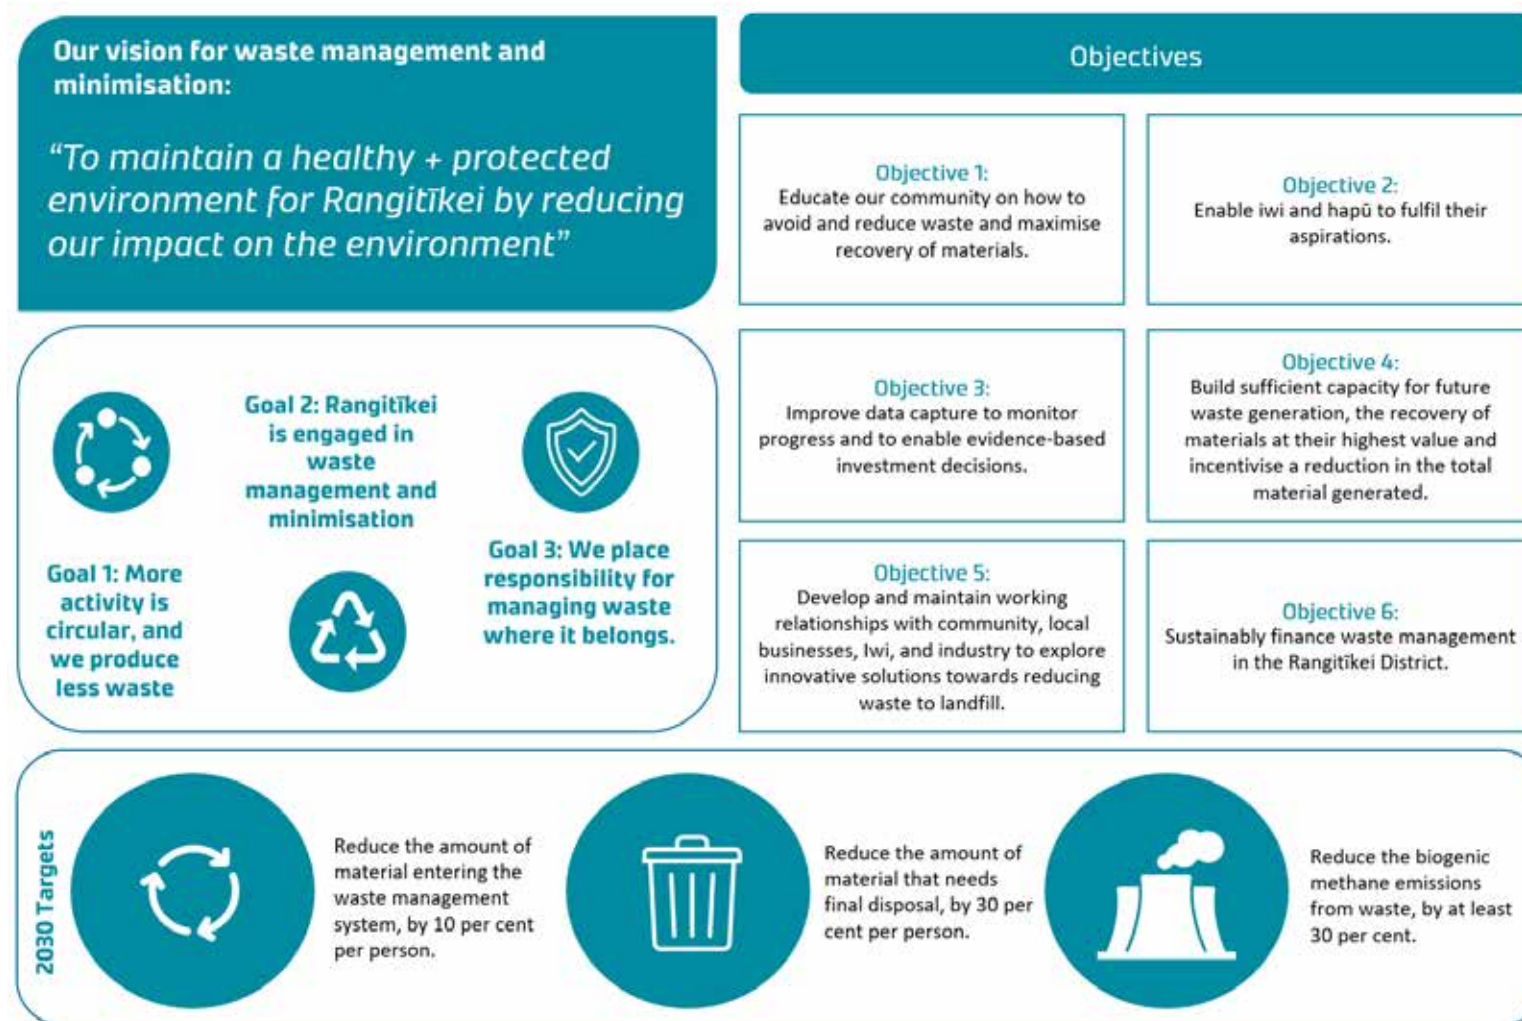 Our vision for waste management and
minimisation:
“To maintain a healthy + protected
environment for Rangitīkei by reducing
our impact on the environment”
Goal 1: More
activity is
circular, and
we produce
less waste
Goal 2: Rangitīkei
is engaged in
waste
management and
minimisation
Goal 3: We place
responsibility for
managing waste
where it belongs.
Objectives
Objective 1:
Educate our community on how to
avoid and reduce waste and maximise
recovery of materials.
Objective 2:
Enable iwi and hapū to fulfil their
aspirations.
Objective 3:
Improve data capture to monitor
progress and to enable evidence-based
investment decisions.
Objective 4:
Build sufficient capacity for future
waste generation, the recovery of
materials at their highest value and
incentivise a reduction in the total
material generated.
Objective 5:
Develop and maintain working
relationships with community, local
businesses, Iwi, and industry to explore
innovative solutions towards reducing
waste to landfill.
Objective 6:
Sustainably finance waste management
in the Rangitīkei District.
2030 Targets
Reduce the amount of
material entering the
waste management
system, by 10 per cent
per person.
Reduce the amount of
material that needs
final disposal, by 30 per
cent per person.
Reduce the biogenic
methane emissions
from waste, by at least
30 per cent.